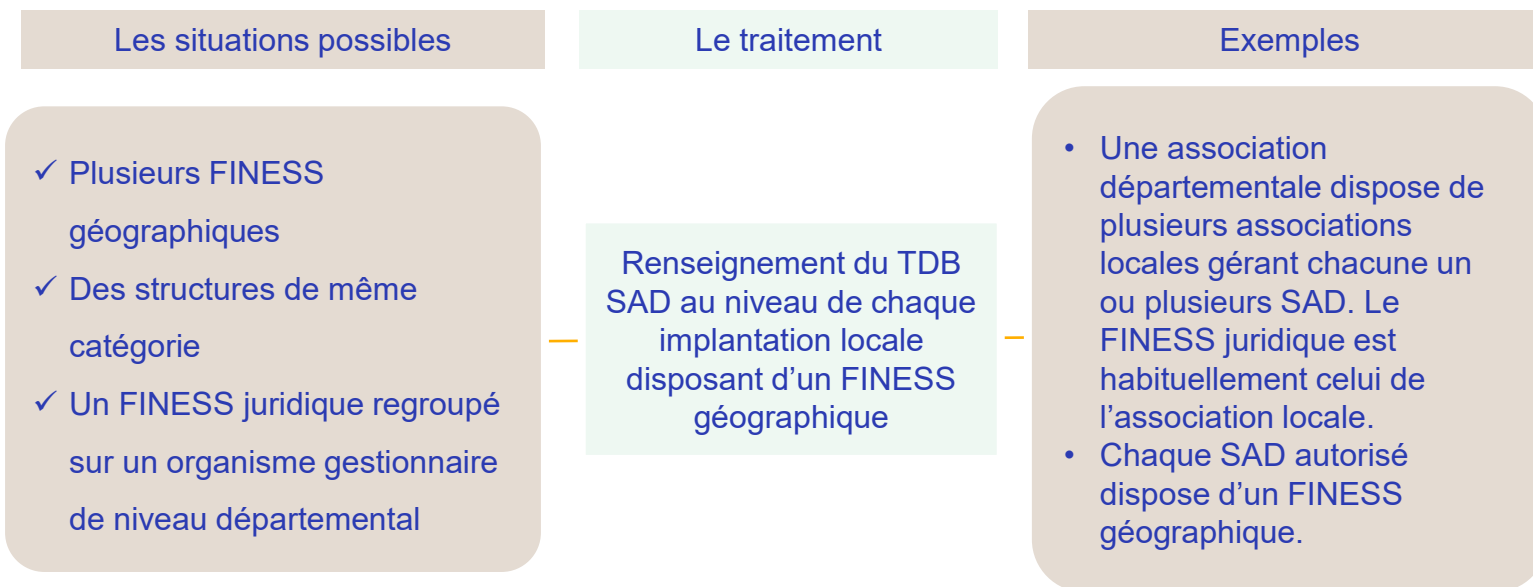 Les situations possibles
Le traitement
Exemples
✓ Plusieurs FINESS
géographiques
✓ Des structures de même
catégorie
✓ Un FINESS juridique regroupé
sur un organisme gestionnaire
de niveau départemental
Renseignement du TDB
SAD au niveau de chaque
implantation locale
disposant d’un FINESS
géographique
• Une association
départementale dispose de
plusieurs associations
locales gérant chacune un
ou plusieurs SAD. Le
FINESS juridique est
habituellement celui de
l’association locale.
• Chaque SAD autorisé
dispose d’un FINESS
géographique.